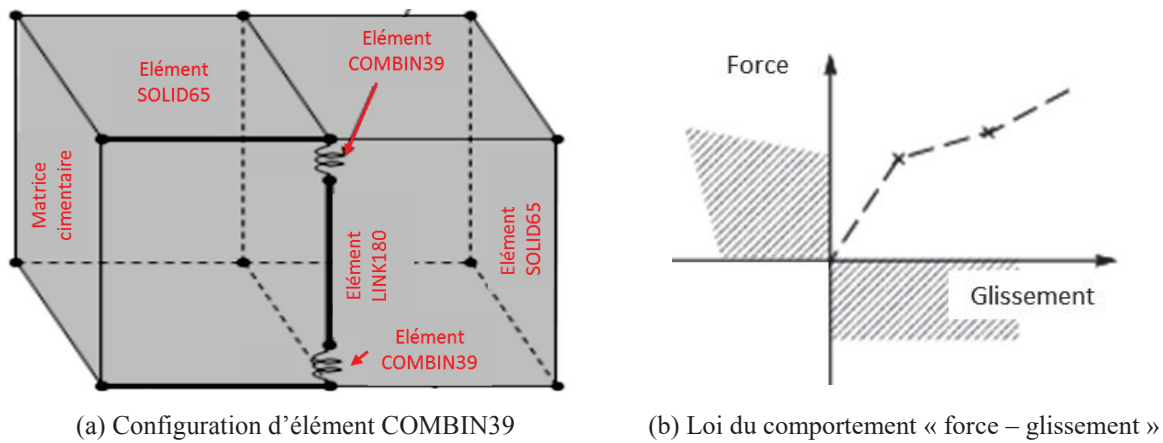 Elément
COMBIN39
Elément
SOLID65
Matrice
cimentaire
Elément
LINK180
Elément
SOLID65
Elément
COMBIN39
(a) Configuration d’élément COMBIN39
Force
Glissement
(b) Loi du comportement « force – glissement »